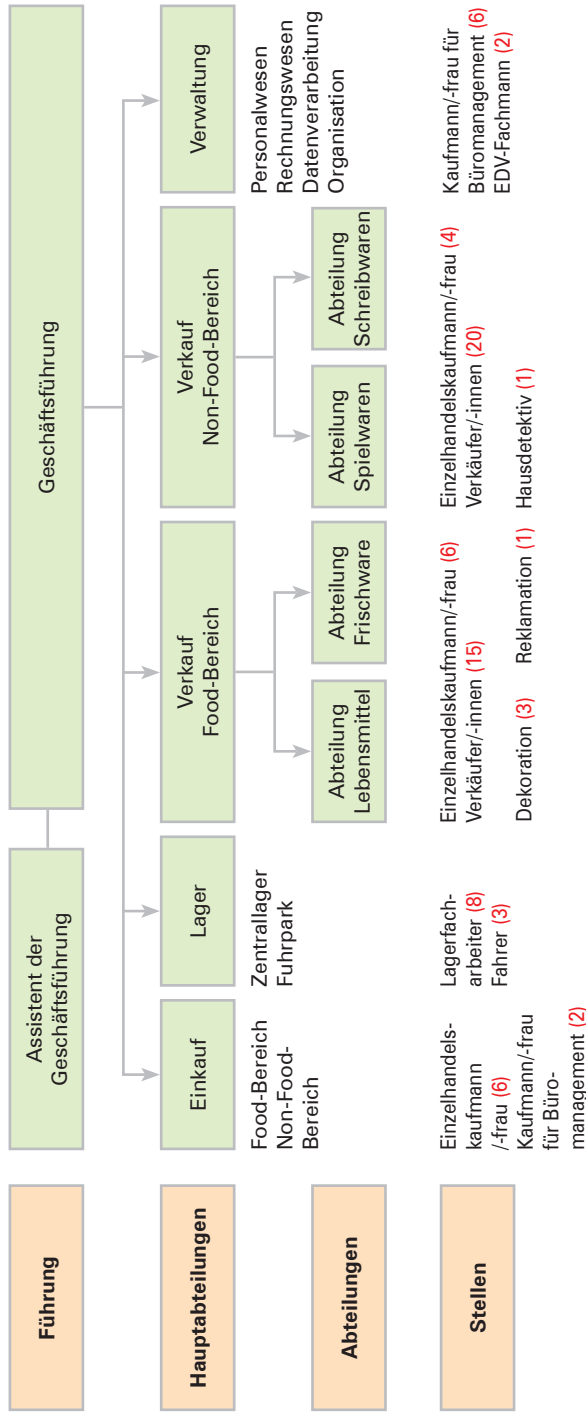 Führung
Assistent der
Geschäftsführung
Geschäftsführung
Hauptabteilungen
Einkauf
Lager
Verkauf
Food-Bereich
Verkauf
Non-Food-Bereich
Verwaltung
Food-Bereich
Non-Food-
Bereich
Zentrallager
Fuhrpark
Personalwesen
Rechnungswesen
Datenverarbeitung
Organisation
Abteilungen
Abteilung
Lebensmittel
Abteilung
Frischware
Abteilung
Spielwaren
Abteilung
Schreibwaren
Stellen
Einzelhandels-
kaufmann
/-frau (6)
Kaufmann/-frau
für Büro-
management (2)
Lagerfach-
arbeiter (8)
Fahrer (3)
Einzelhandelskaufmann/-frau (6)
Verkäufer/-innen (15)
Dekoration (3) Reklamation (1)
Einzelhandelskaufmann/-frau (4)
Verkäufer/-innen (20)
Hausdetektiv (1)
Kaufmann/-frau für
Büromanagement (6)
EDV-Fachmann (2)